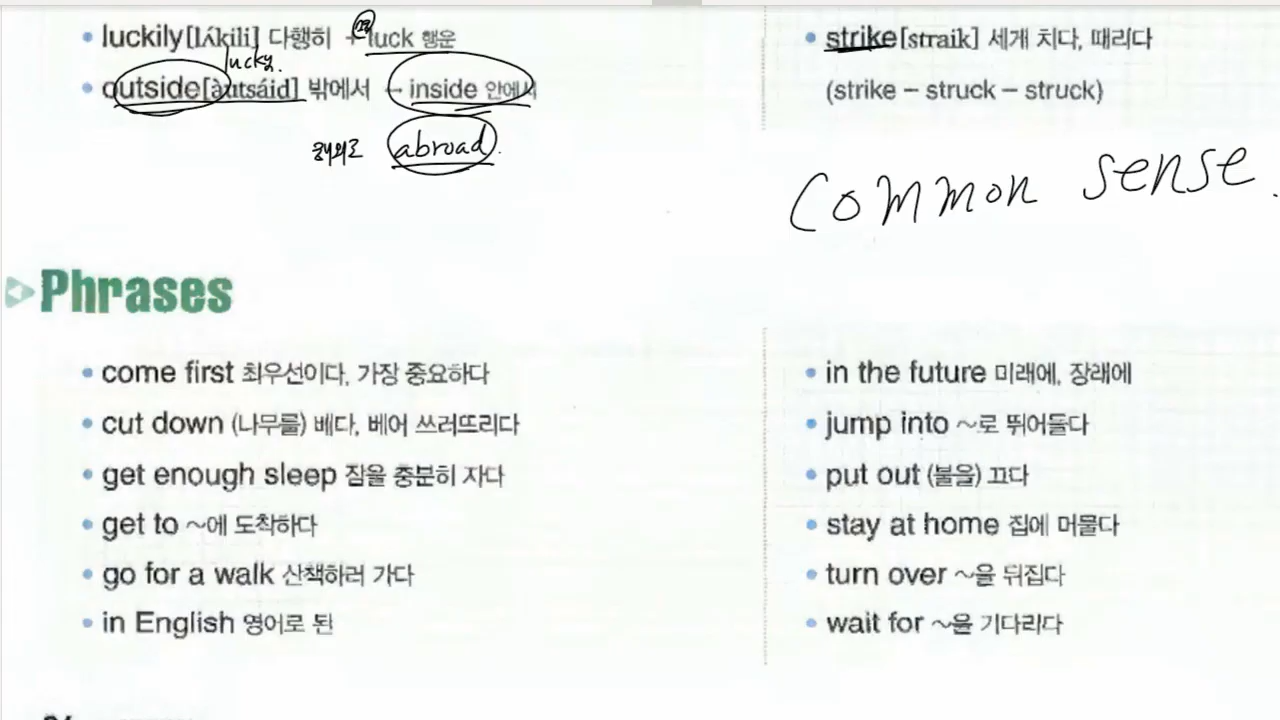 luckily[lʌ́kili] 다행히 + luck 행운
lucky.
outside[àutsáid] 밖에서 ↔ inside 안에서
해외로 abroad.
strike[straik] 세게 치다, 때리다
(strike – struck – struck)
common sense.
Phrases
come first 최우선이다, 가장 중요하다
cut down (나무를) 베다, 베어 쓰러뜨리다
get enough sleep 잠을 충분히 자다
get to ~에 도착하다
go for a walk 산책하러 가다
in English 영어로 된
in the future 미래에, 장래에
jump into ~로 뛰어들다
put out (불을) 끄다
stay at home 집에 머물다
turn over ~을 뒤집다
wait for ~을 기다리다